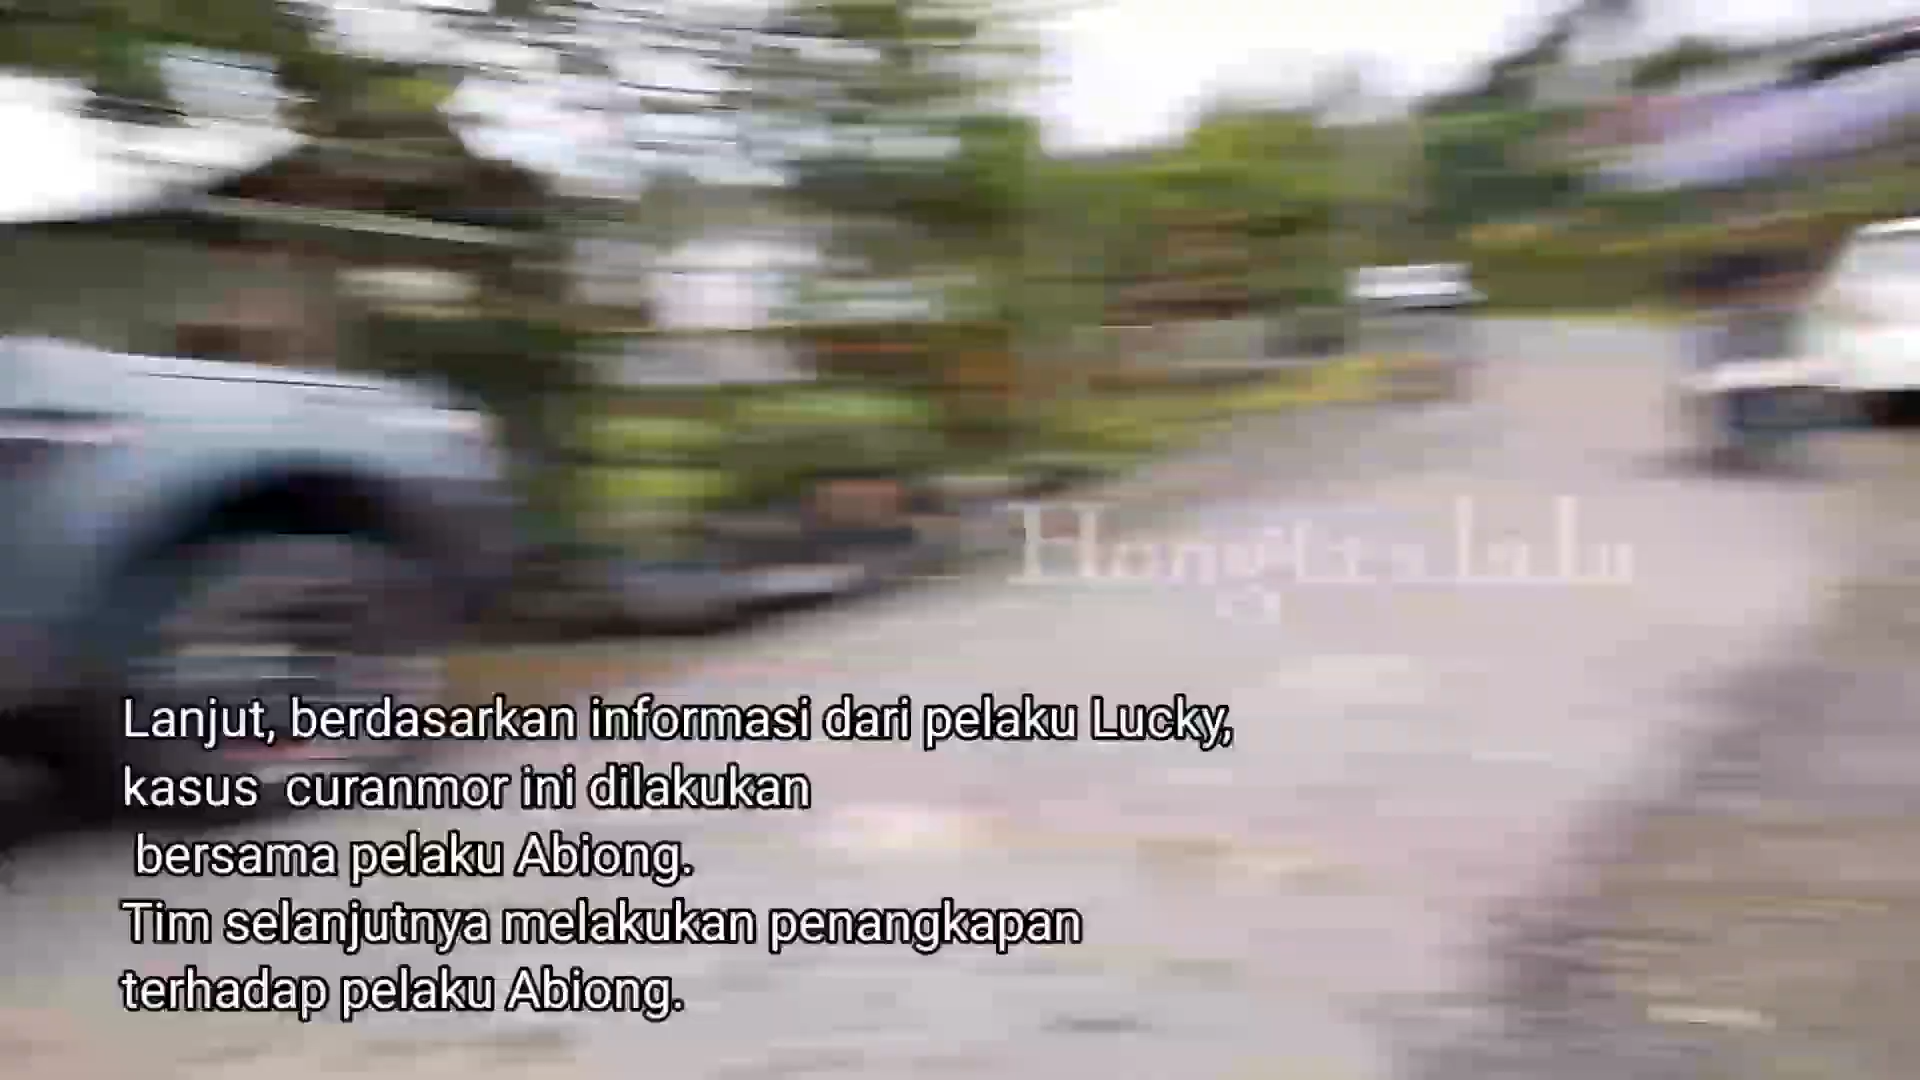 Lanjut, berdasarkan informasi dari pelaku Lucky,
kasus  curanmor ini dilakukan
bersama pelaku Abiong.
Tim selanjutnya melakukan penangkapan
terhadap pelaku Abiong.